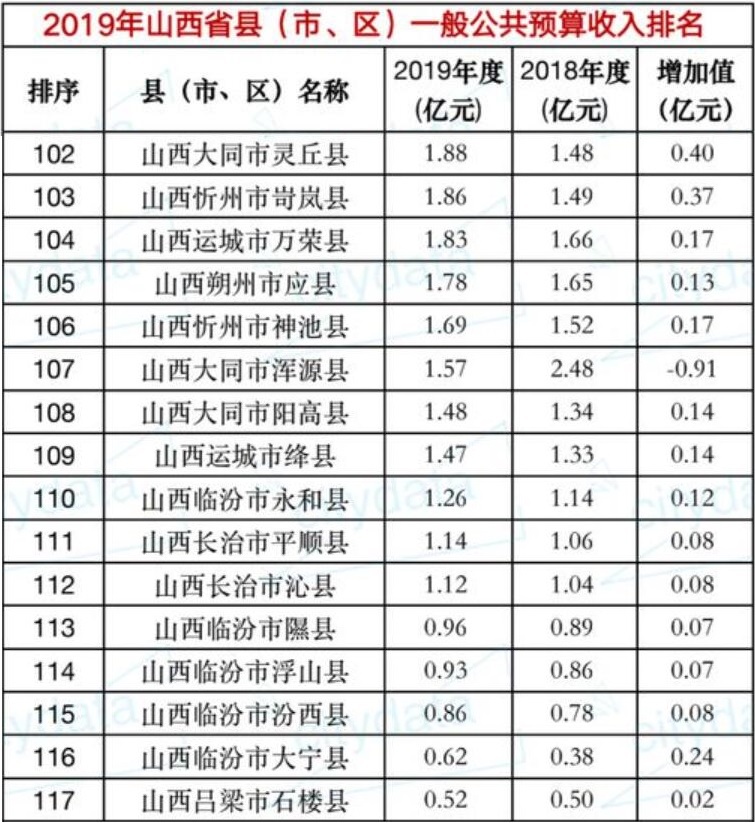 2019年山西省县（市、区）一般公共预算收入排名
排序 县（市、区）名称 2019年度 2018年度 增加值
(亿元) (亿元) （亿元）
102 山西大同市灵丘县 1.88 1.48 0.40
103 山西忻州市岢岚县 1.86 1.49 0.37
104 山西运城市万荣县 1.83 1.66 0.17
105 山西朔州市应县 1.78 1.65 0.13
106 山西忻州市神池县 1.69 1.52 0.17
107 山西大同市浑源县 1.57 2.48 -0.91
108 山西大同市阳高县 1.48 1.34 0.14
109 山西运城市绛县 1.47 1.33 0.14
110 山西临汾市永和县 1.26 1.14 0.12
111 山西长治市平顺县 1.14 1.06 0.08
112 山西长治市沁县 1.12 1.04 0.08
113 山西临汾市隰县 0.96 0.89 0.07
114 山西临汾市浮山县 0.93 0.86 0.07
115 山西临汾市汾西县 0.86 0.78 0.08
116 山西临汾市大宁县 0.62 0.38 0.24
117 山西吕梁市石楼县 0.52 0.50 0.02
citydata